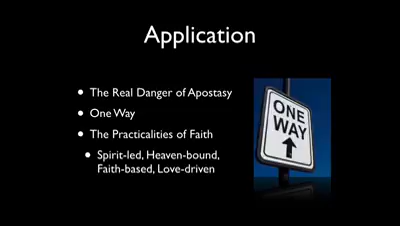 Application
The Real Danger of Apostasy
One Way
The Practicalities of Faith
Spirit-led, Heaven-bound,
Faith-based, Love-driven
ONE
WAY